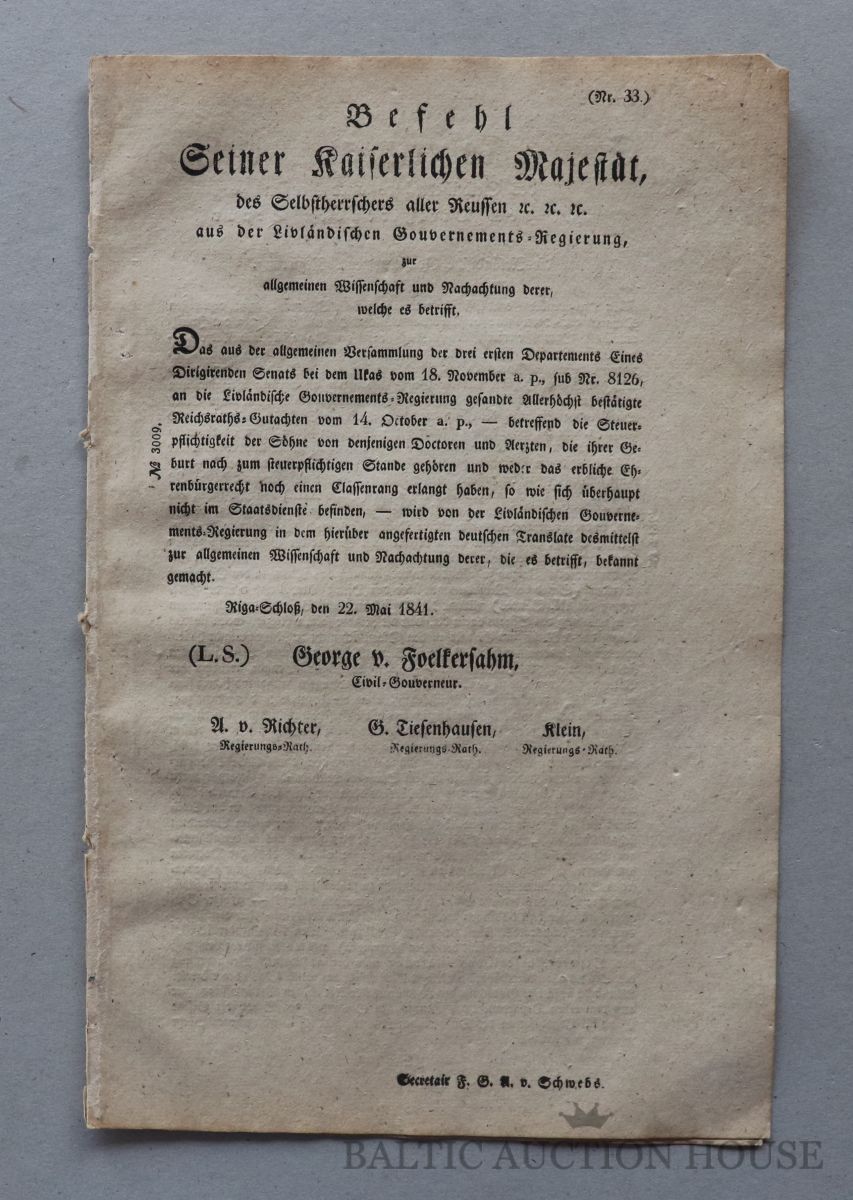 (Nr. 33.)
Befehl
Seiner Kaiserlichen Majestät,
des Selbstherrschers aller Reussen ꝛc. ꝛc. ꝛc.
aus der Livländischen Gouvernements-Regierung,
zur
allgemeinen Wissenschaft und Nachachtung derer,
welche es betrifft.
Das aus der allgemeinen Versammlung der drei ersten Departements Eines
Dirigirenden Senats bei dem Ukas vom 18. November a. p., sub Nr. 8126,
an die Livländische Gouvernements-Regierung gesandte Allerhöchst bestätigte
Reichsraths-Gutachten vom 14. October a. p., — betreffend die Steuer-
pflichtigkeit der Söhne von denjenigen Doctoren und Aerzten, die ihrer Ge-
burt nach zum steuerpflichtigen Stande gehören und weder das erbliche Eh-
renbürgerrecht noch einen Classenrang erlangt haben, so wie sich überhaupt
nicht im Staatsdienste befinden, — wird von der Livländischen Gouverne-
ments-Regierung in dem hierüber angefertigten deutschen Translate desmittelst
zur allgemeinen Wissenschaft und Nachachtung derer, die es betrifft, bekannt
gemacht.
№ 3009.
Riga-Schloß, den 22. Mai 1841.
(L. S.) George v. Foelkersahm,
Civil-Gouverneur.
A. v. Richter, G. Tiesenhausen, Klein,
Regierungs-Rath. Regierungs-Rath. Regierungs-Rath.
Secretair F. G. A. v. Schwebs.
BALTIC AUCTION HOUSE